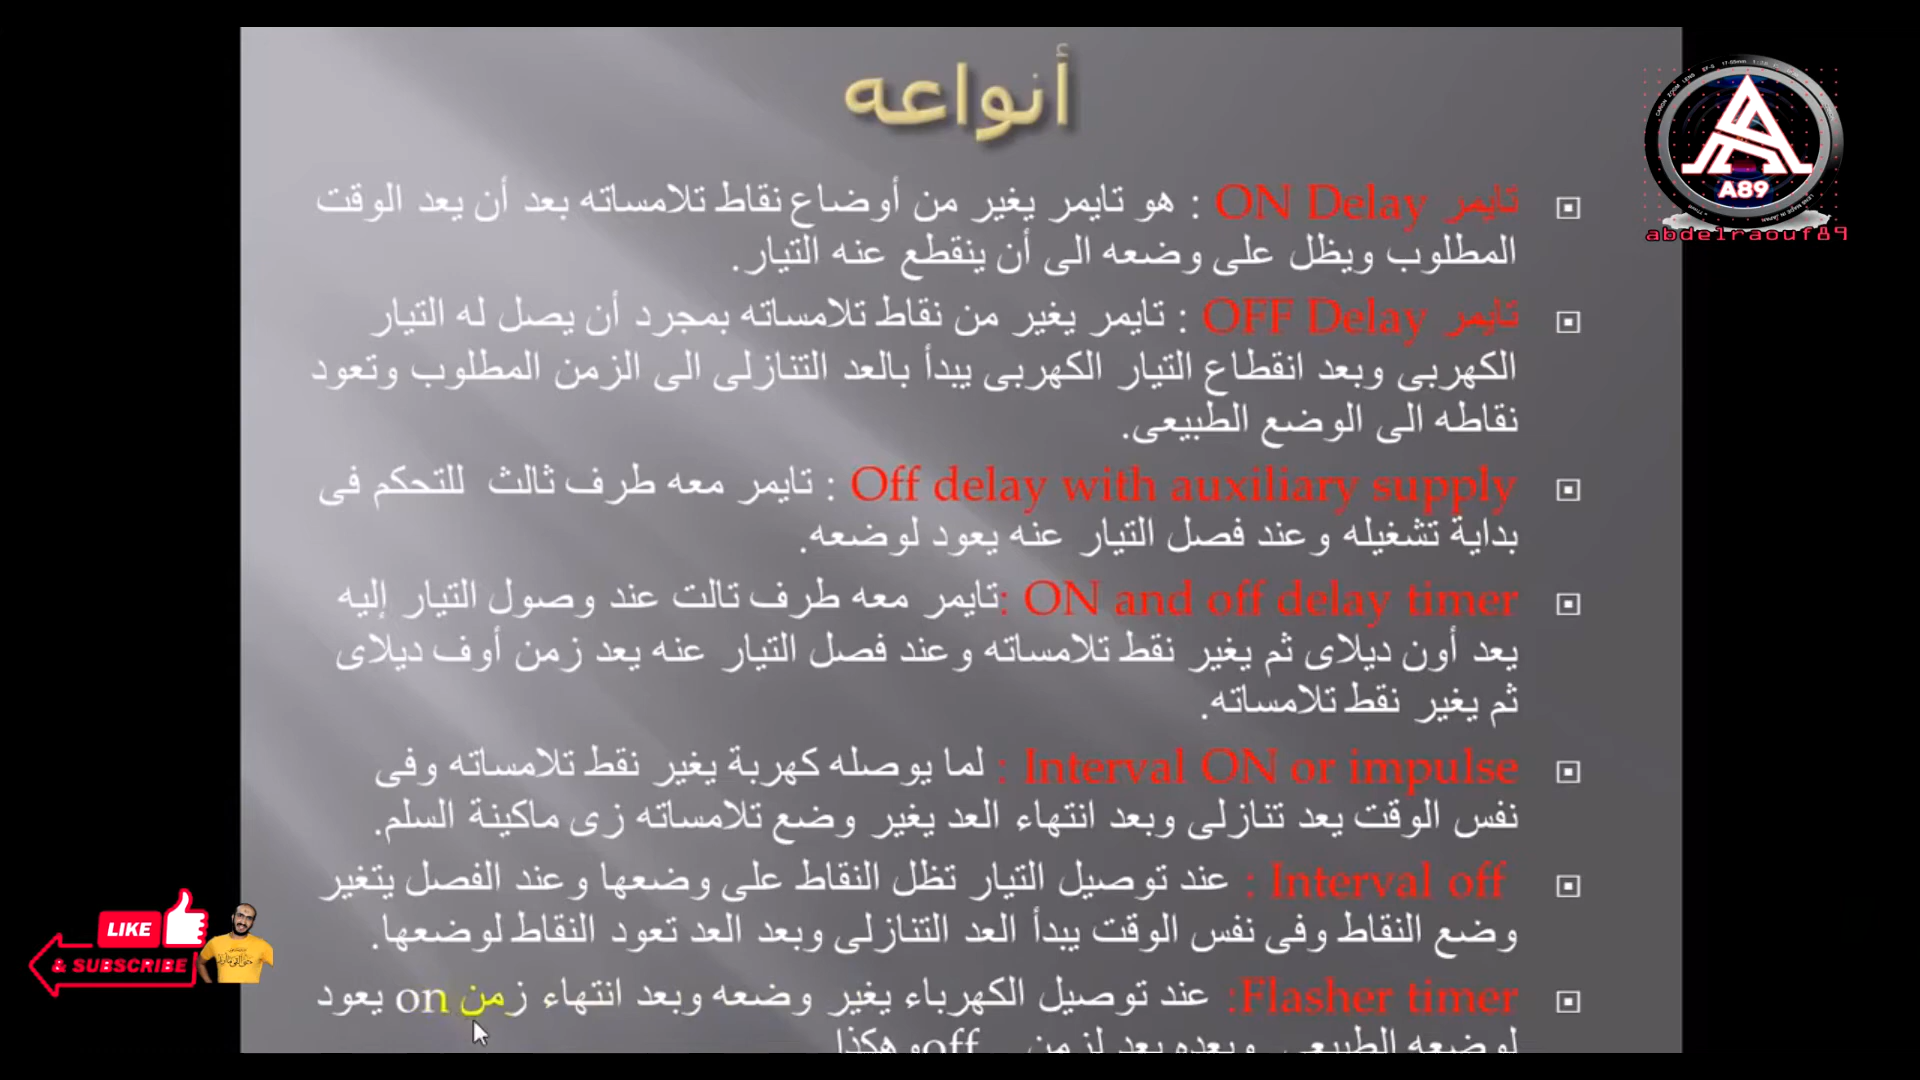 أنواعه
تايمر ON Delay : هو تايمر يغير من أوضاع نقاط تلامساته بعد أن يعد الوقت
المطلوب ويظل على وضعه الى أن ينقطع عنه التيار.
تايمر OFF Delay : تايمر يغير من نقاط تلامساته بمجرد أن يصل له التيار
الكهربى وبعد انقطاع التيار الكهربى يبدأ بالعد التنازلى الى الزمن المطلوب وتعود
نقاطه الى الوضع الطبيعى.
Off delay with auxiliary supply : تايمر معه طرف ثالث للتحكم فى
بداية تشغيله وعند فصل التيار عنه يعود لوضعه.
ON and off delay timer :تايمر معه طرف تالت عند وصول التيار إليه
يعد أون ديلاى ثم يغير نقط تلامساته وعند فصل التيار عنه يعد زمن أوف ديلاى
ثم يغير نقط تلامساته.
Interval ON or impulse : لما يوصله كهربة يغير نقط تلامساته وفى
نفس الوقت يعد تنازلى وبعد انتهاء العد يغير وضع تلامساته زى ماكينة السلم.
Interval off : عند توصيل التيار تظل النقاط على وضعها وعند الفصل يتغير
وضع النقاط وفى نفس الوقت يبدأ العد التنازلى وبعد العد تعود النقاط لوضعها.
Flasher timer: عند توصيل الكهرباء يغير وضعه وبعد انتهاء زمن on يعود
لوضعه الطبيعى وبعده يعد لزمن off وهكذا
A89
abdelraouf89
LIKE
& SUBSCRIBE